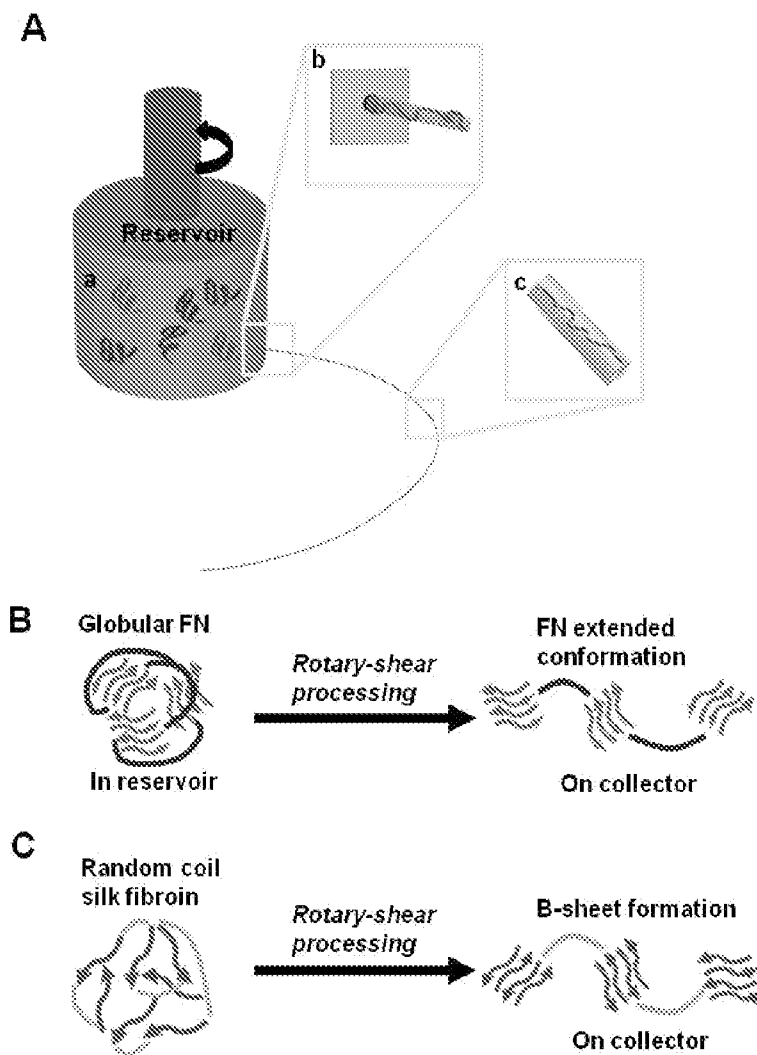 A
b
Reservoir
a
c
B
Globular FN
Rotary-shear
processing
FN extended
conformation
In reservoir
On collector
C
Random coil
silk fibroin
Rotary-shear
processing
B-sheet formation
On collector